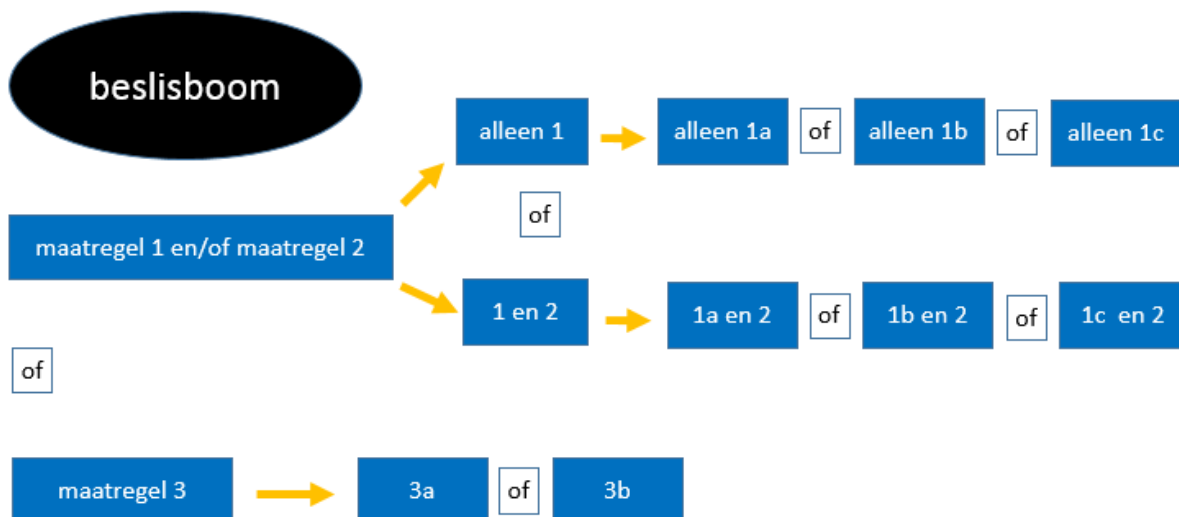 beslisboom
alleen 1
alleen 1a
of
alleen 1b
of
alleen 1c
of
maatregel 1 en/of maatregel 2
1 en 2
1a en 2
of
1b en 2
of
1c en 2
of
maatregel 3
3a
of
3b